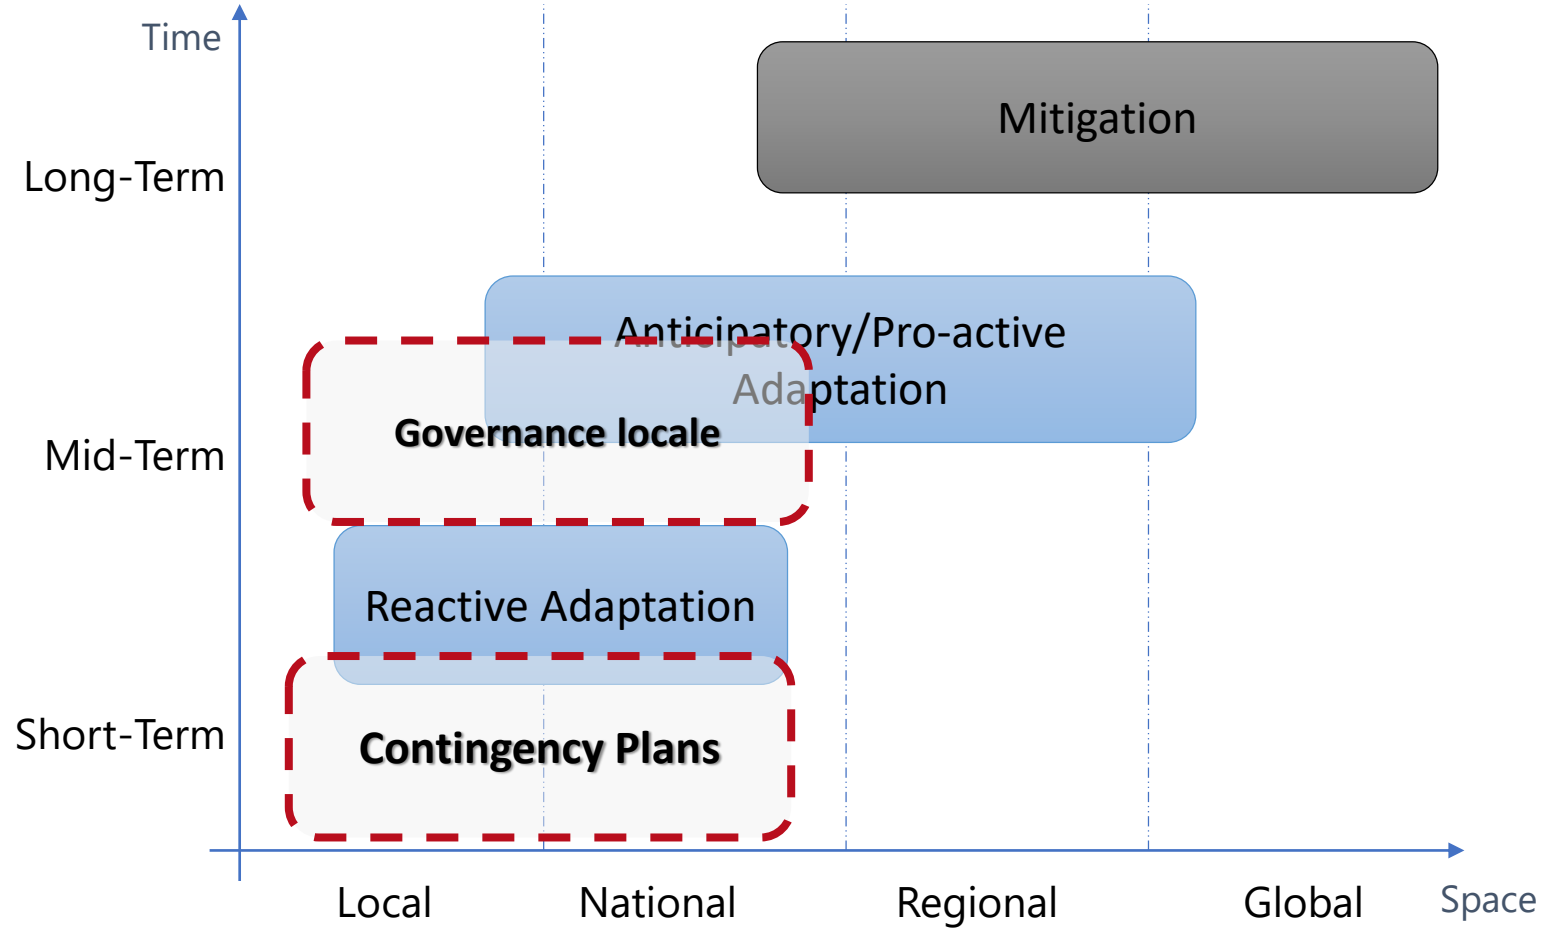 Time
Mitigation
Long-Term
Anticipatory/Pro-active
Adaptation
Governance locale
Mid-Term
Reactive Adaptation
Short-Term
Contingency Plans
Local
National
Regional
Global
Space